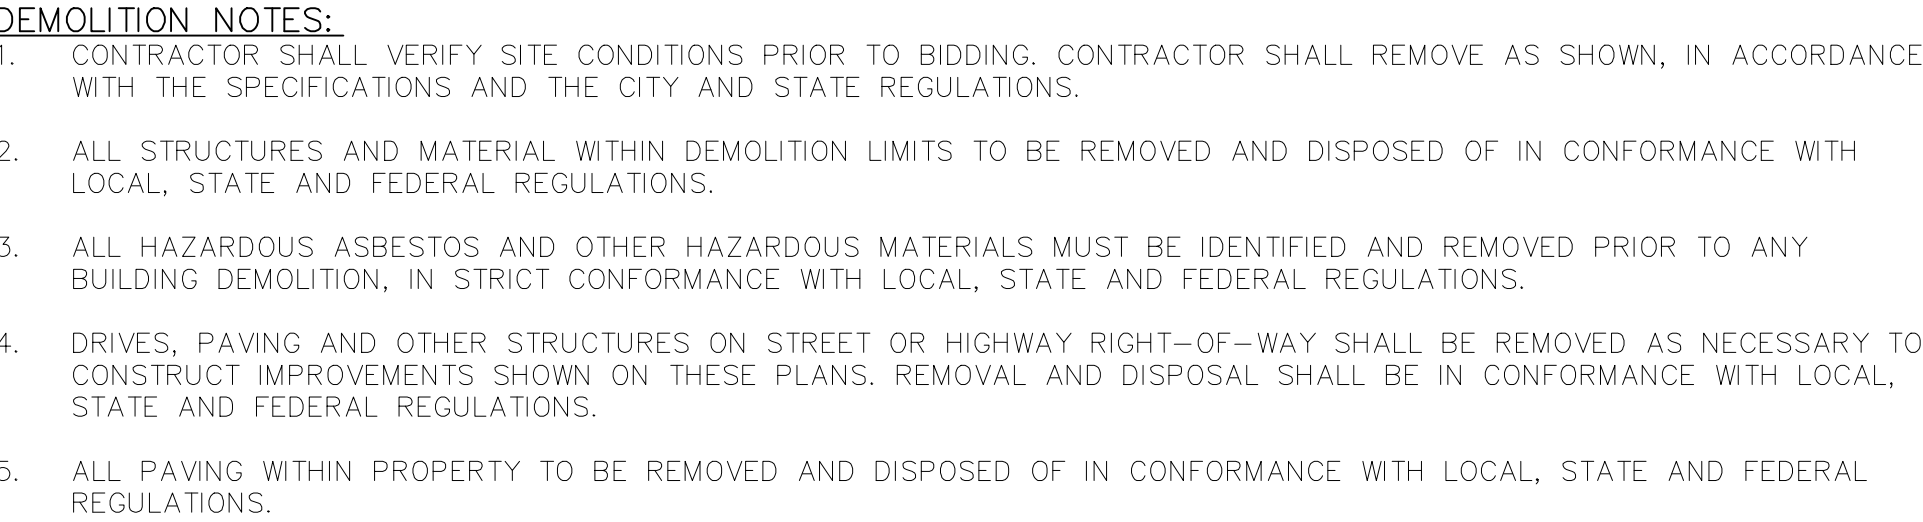 DEMOLITION NOTES:
1. CONTRACTOR SHALL VERIFY SITE CONDITIONS PRIOR TO BIDDING. CONTRACTOR SHALL REMOVE AS SHOWN, IN ACCORDANCE
WITH THE SPECIFICATIONS AND THE CITY AND STATE REGULATIONS.
2. ALL STRUCTURES AND MATERIAL WITHIN DEMOLITION LIMITS TO BE REMOVED AND DISPOSED OF IN CONFORMANCE WITH
LOCAL, STATE AND FEDERAL REGULATIONS.
3. ALL HAZARDOUS ASBESTOS AND OTHER HAZARDOUS MATERIALS MUST BE IDENTIFIED AND REMOVED PRIOR TO ANY
BUILDING DEMOLITION, IN STRICT CONFORMANCE WITH LOCAL, STATE AND FEDERAL REGULATIONS.
4. DRIVES, PAVING AND OTHER STRUCTURES ON STREET OR HIGHWAY RIGHT-OF-WAY SHALL BE REMOVED AS NECESSARY TO
CONSTRUCT IMPROVEMENTS SHOWN ON THESE PLANS. REMOVAL AND DISPOSAL SHALL BE IN CONFORMANCE WITH LOCAL,
STATE AND FEDERAL REGULATIONS.
5. ALL PAVING WITHIN PROPERTY TO BE REMOVED AND DISPOSED OF IN CONFORMANCE WITH LOCAL, STATE AND FEDERAL
REGULATIONS.